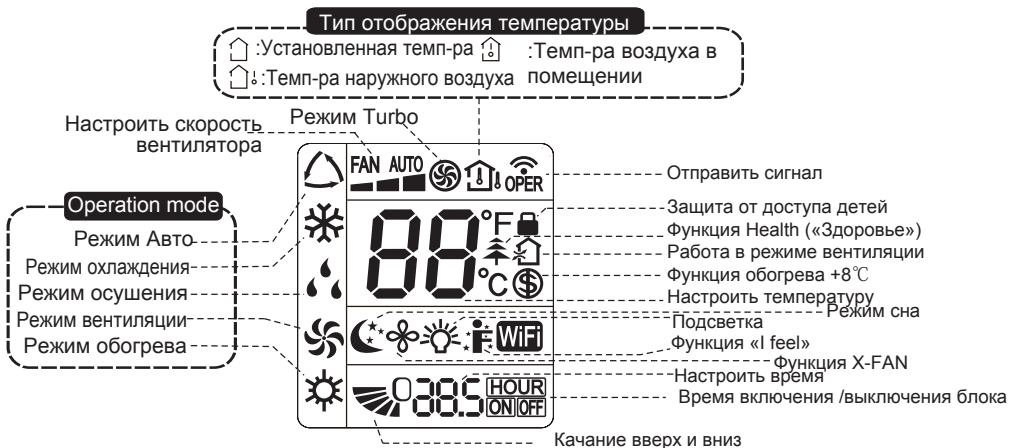 Тип отображения температуры
:Установленная темп-ра :Темп-ра воздуха в
:Темп-ра наружного воздуха помещении
Настроить скорость
вентилятора
Режим Turbo
FAN AUTO
OPER
Отправить сигнал
Operation mode
Режим Авто
Режим охлаждения
Режим осушения
Режим вентиляции
Режим обогрева
88 °F
°C
Защита от доступа детей
Функция Health («Здоровье»)
Работа в режиме вентиляции
Функция обогрева +8℃
Настроить температуру
Режим сна
WiFi
Подсветка
Функция «I feel»
Функция X-FAN
Настроить время
038.5 HOUR
ON OFF
Время включения /выключения блока
Качание вверх и вниз